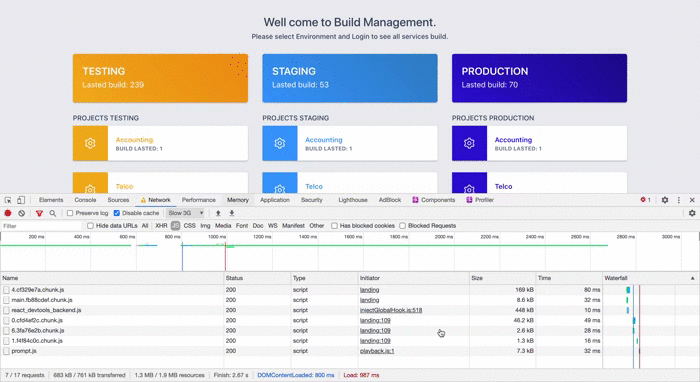 Well come to Build Management.
Please select Environment and Login to see all services build.
TESTING
Lasted build: 239
STAGING
Lasted build: 53
PRODUCTION
Lasted build: 70
PROJECTS TESTING
PROJECTS STAGING
PROJECTS PRODUCTION
Accounting
BUILD LASTED: 1
Accounting
BUILD LASTED: 1
Accounting
BUILD LASTED: 1
Telco
Telco
Telco
Elements Console Sources Network Performance Memory Application Security Lighthouse AdBlock Components Profiler 1
Preserve log Disable cache Slow 3G
Filter Hide data URLs All XHR JS CSS Img Media Font Doc WS Manifest Other Has blocked cookies Blocked Requests
200 ms 400 ms 600 ms 800 ms 1000 ms 1200 ms 1400 ms 1600 ms 1800 ms 2000 ms 2200 ms 2400 ms 2600 ms 2800 ms 3000 ms
Name Status Type Initiator Size Time Waterfall
4.cf329e7a.chunk.js 200 script landing 169 kB 80 ms
main.fb88cdef.chunk.js 200 script landing 8.6 kB 32 ms
react_devtools_backend.js 200 script injectGlobalHook.js:518 448 kB 10 ms
0.cfd4af2c.chunk.js 200 script landing:109 46.2 kB 49 ms
6.3fa76e2b.chunk.js 200 script landing:109 2.6 kB 28 ms
1.f4f84c0c.chunk.js 200 script landing:109 1.3 kB 16 ms
prompt.js 200 script playback.js:1 7.3 kB 32 ms
7 / 17 requests 683 kB / 761 kB transferred 1.3 MB / 1.9 MB resources Finish: 2.67 s DOMContentLoaded: 800 ms Load: 987 ms